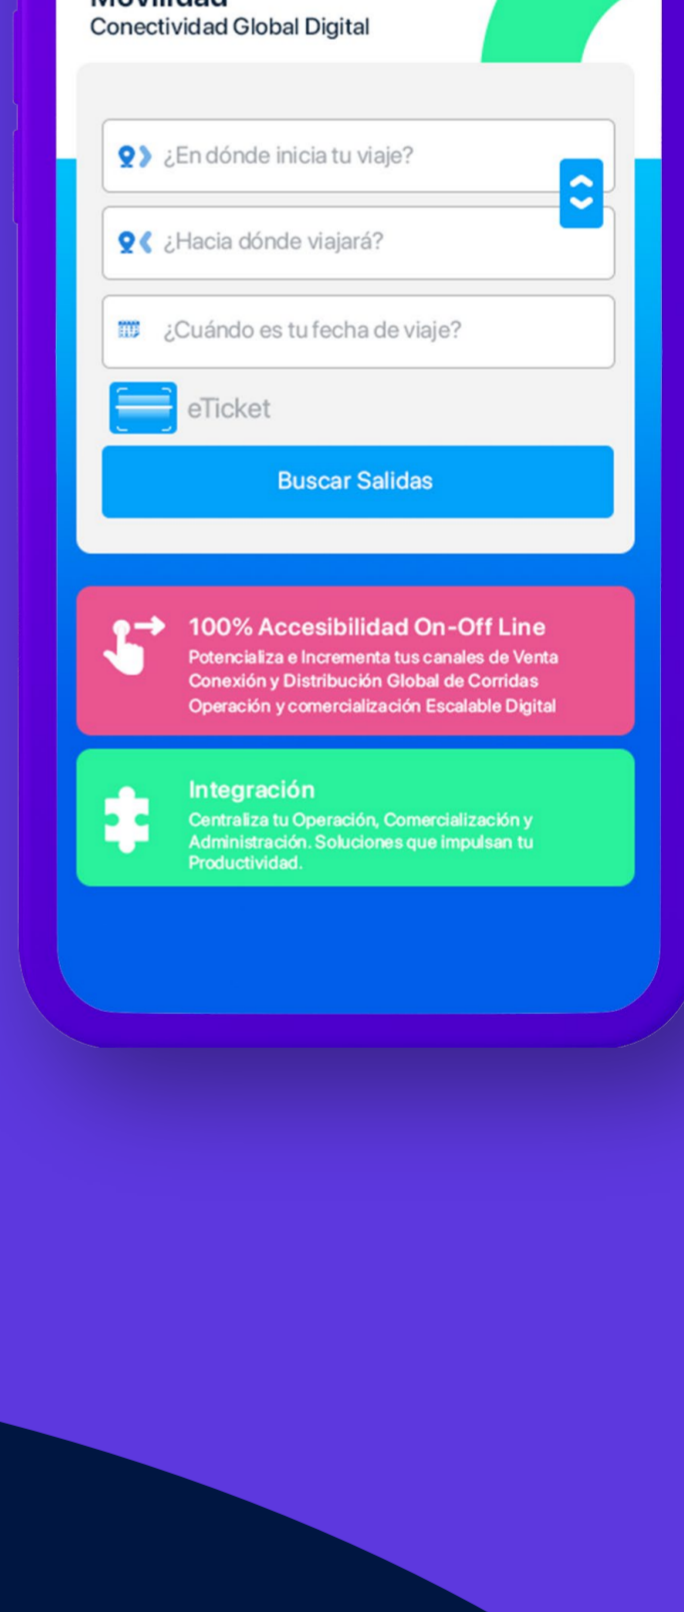 Movilidad
Conectividad Global Digital
¿En dónde inicia tu viaje?
¿Hacia dónde viajará?
¿Cuándo es tu fecha de viaje?
eTicket
Buscar Salidas
100% Accesibilidad On-Off Line
Potencializa e Incrementa tus canales de Venta
Conexión y Distribución Global de Corridas
Operación y comercialización Escalable Digital
Integración
Centraliza tu Operación, Comercialización y
Administración. Soluciones que impulsan tu
Productividad.